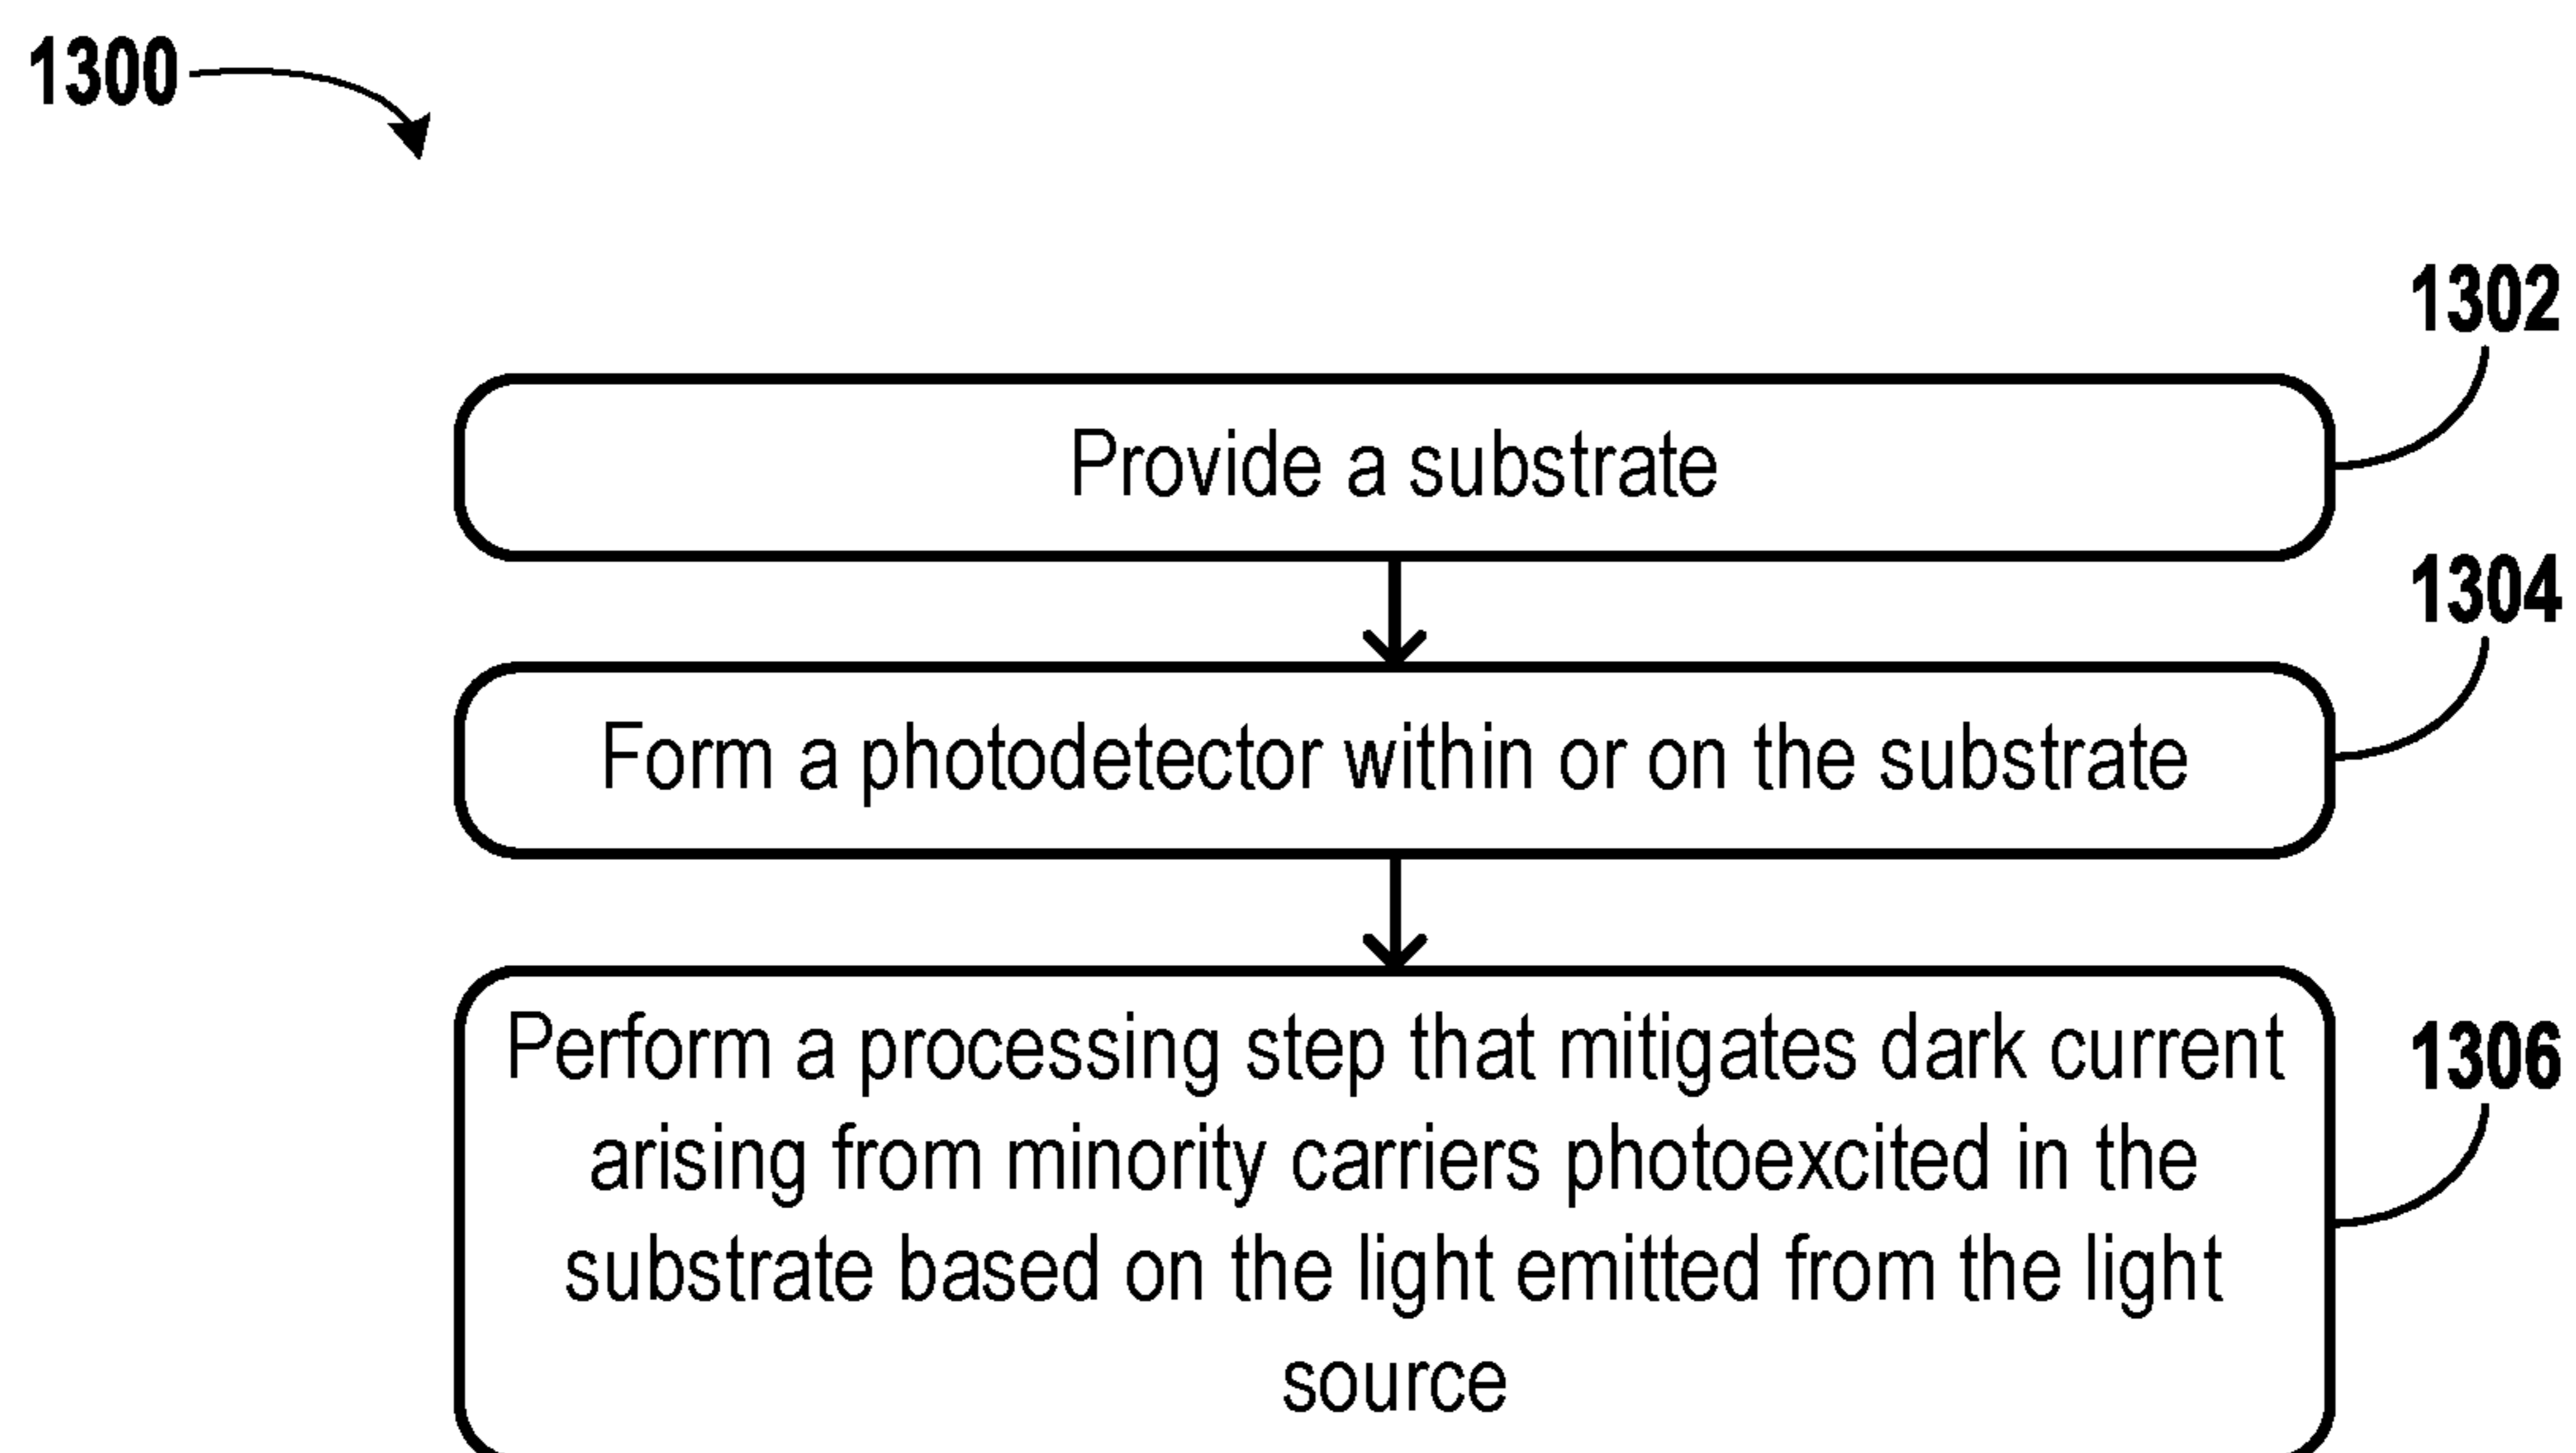 1300
1302
Provide a substrate
1304
Form a photodetector within or on the substrate
1306
Perform a processing step that mitigates dark current
arising from minority carriers photoexcited in the
substrate based on the light emitted from the light
source